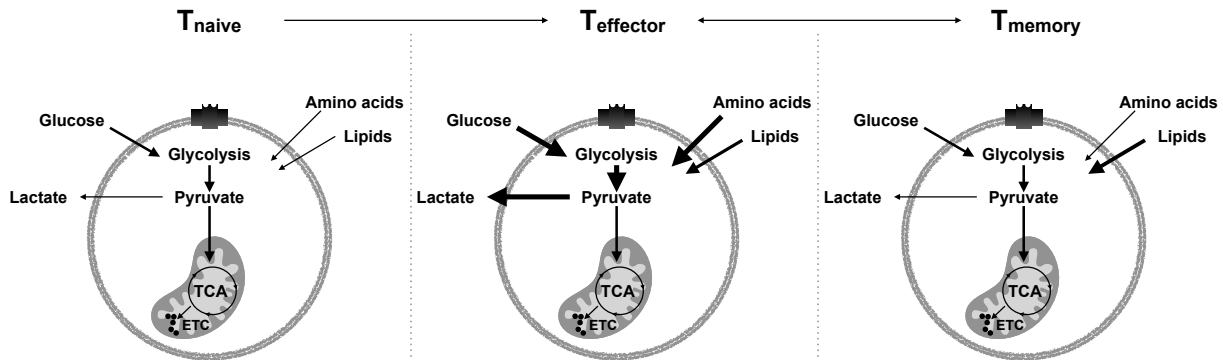 Tnaive
Teffector
Tmemory
Amino acids
Glucose
Lipids
Glycolysis
Lactate
Pyruvate
TCA
ETC
Amino acids
Glucose
Lipids
Glycolysis
Lactate
Pyruvate
TCA
ETC
Amino acids
Glucose
Lipids
Glycolysis
Lactate
Pyruvate
TCA
ETC